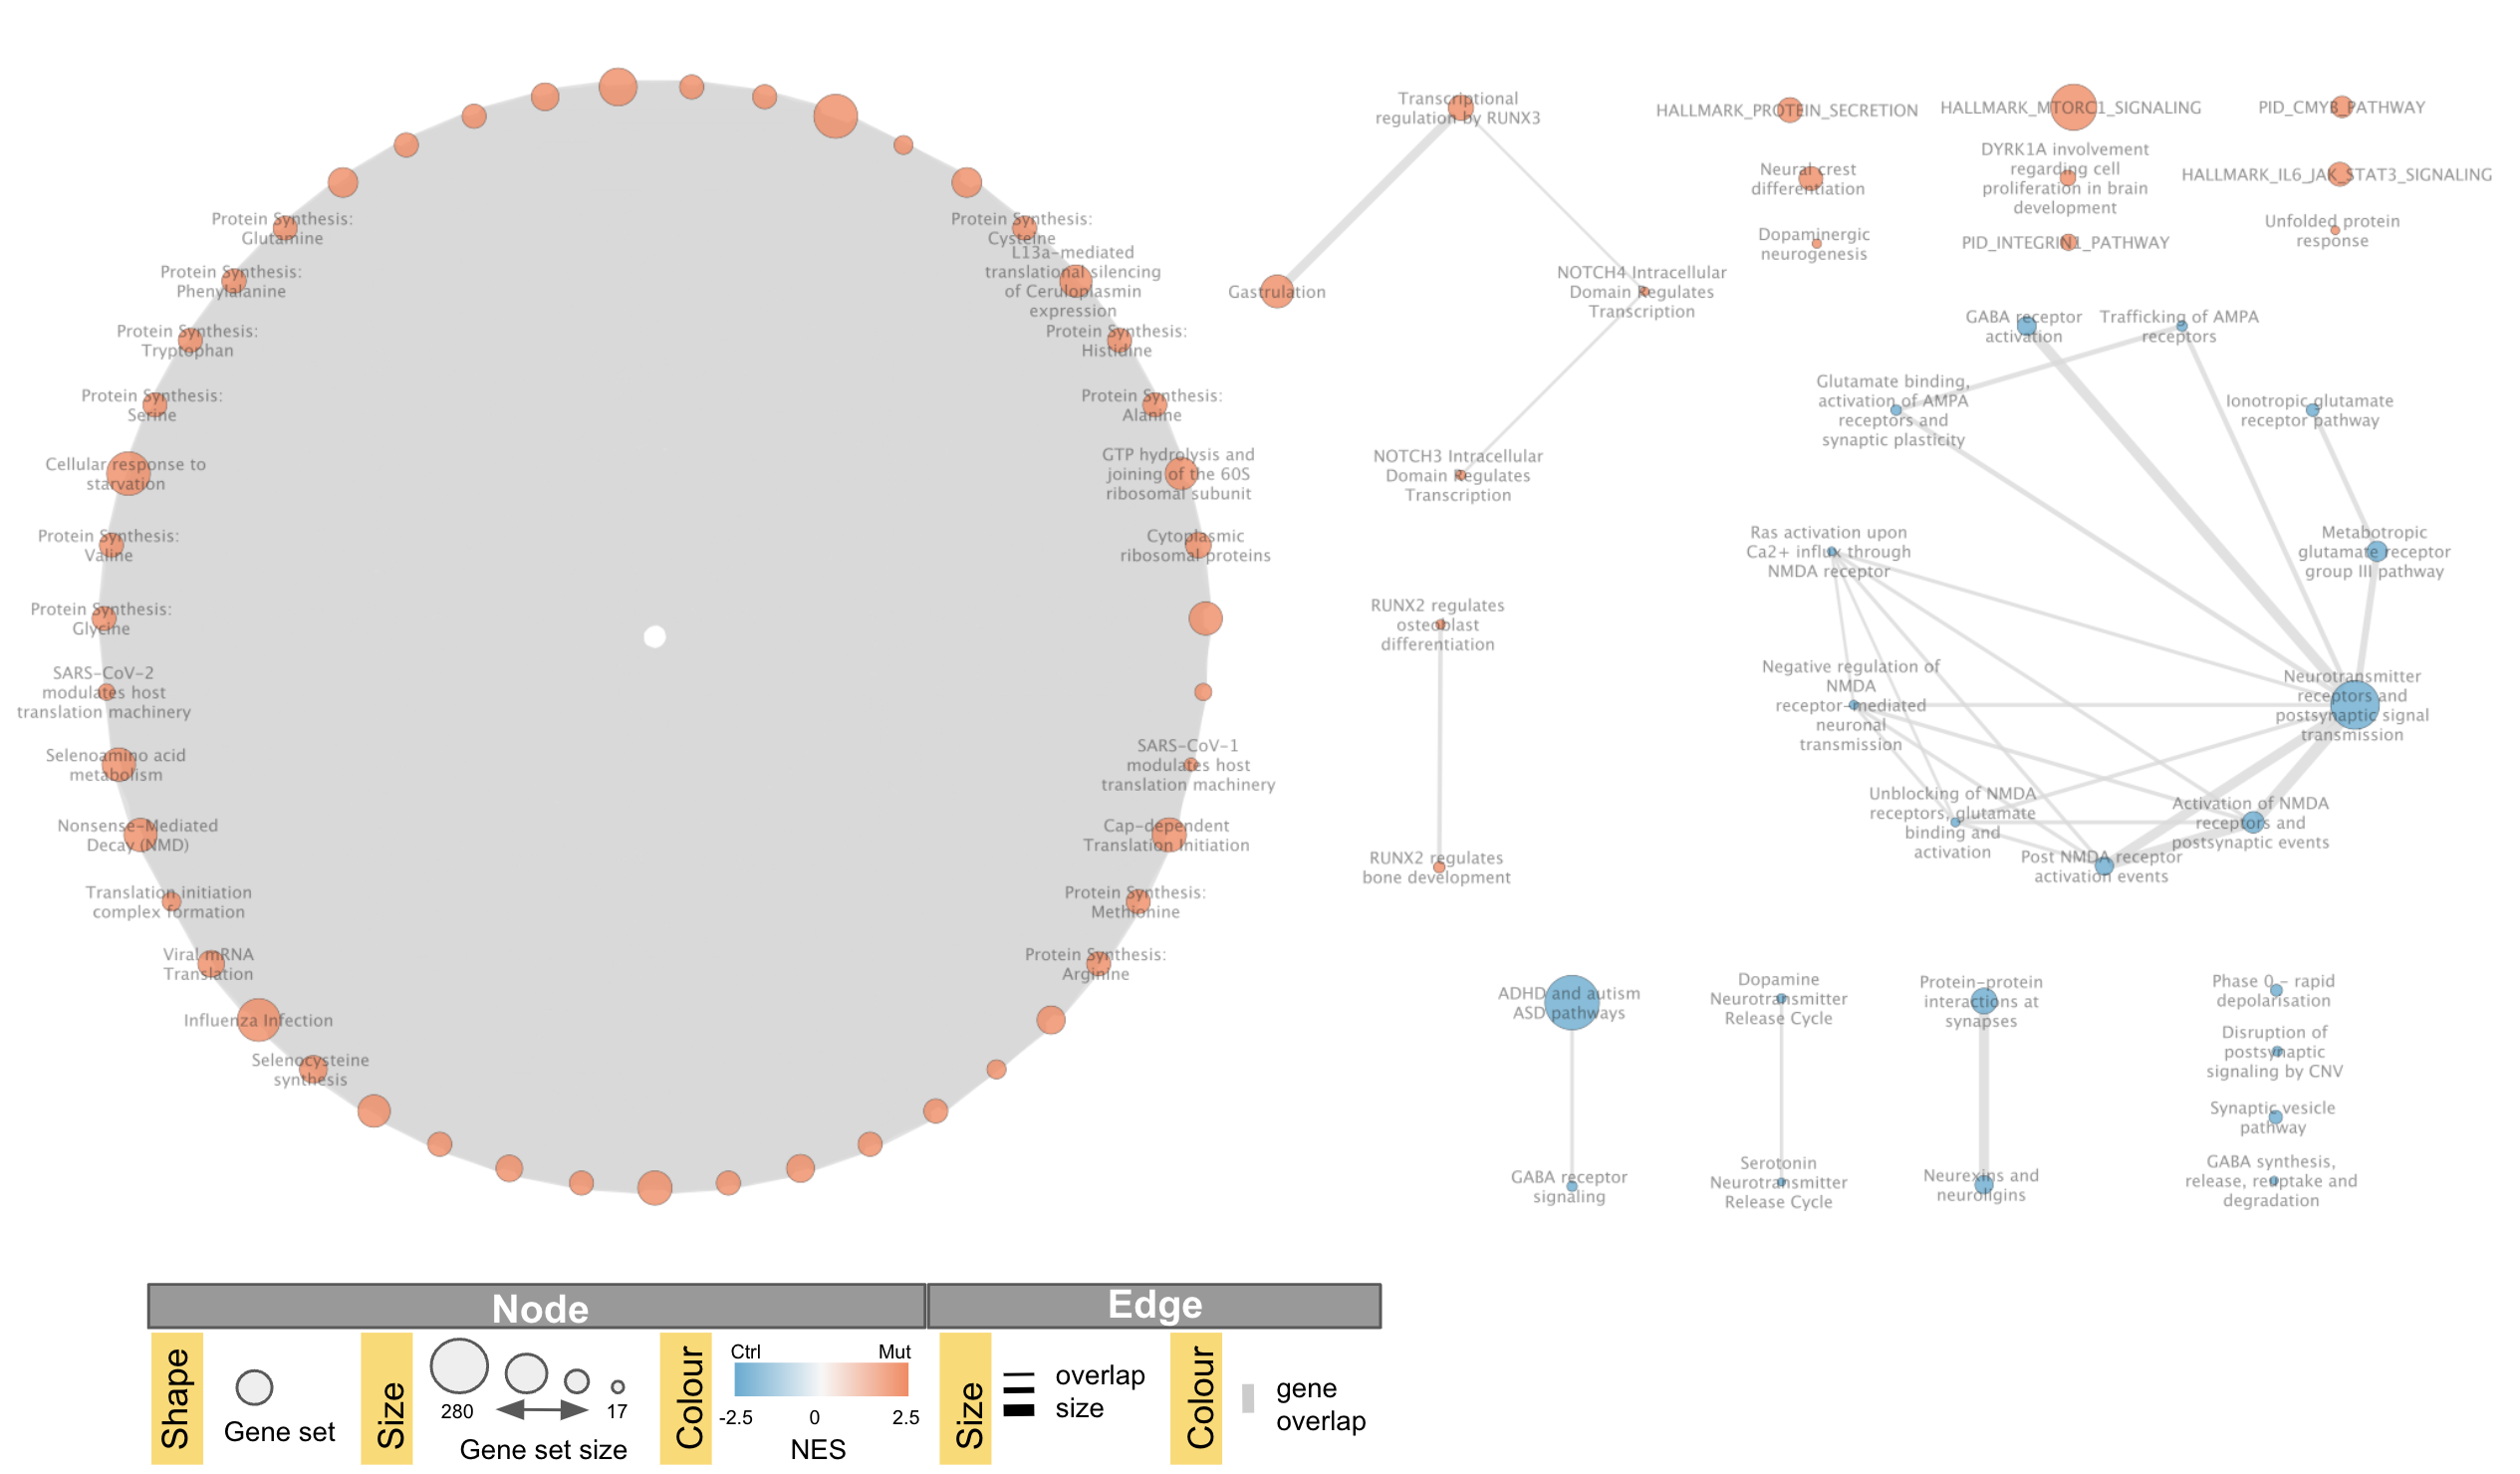 Protein Synthesis:
Glutamine
Protein Synthesis:
Phenylalanine
Protein Synthesis:
Tryptophan
Protein Synthesis:
Serine
Cellular response to
starvation
Protein Synthesis:
Valine
Protein Synthesis:
Glycine
SARS-CoV-2
modulates host
translation machinery
Selenoamino acid
metabolism
Nonsense-Mediated
Decay (NMD)
Translation initiation
complex formation
Viral mRNA
Translation
Influenza Infection
Selenocysteine
synthesis
Protein Synthesis:
Cysteine
L13a-mediated
translational silencing
of Ceruloplasmin
expression
Protein Synthesis:
Histidine
Protein Synthesis:
Alanine
GTP hydrolysis and
joining of the 60S
ribosomal subunit
Cytoplasmic
ribosomal proteins
SARS-CoV-1
modulates host
translation machinery
Cap-dependent
Translation Initiation
Protein Synthesis:
Methionine
Protein Synthesis:
Arginine
Transcriptional
regulation by RUNX3
Gastrulation
NOTCH4 Intracellular
Domain Regulates
Transcription
NOTCH3 Intracellular
Domain Regulates
Transcription
RUNX2 regulates
osteoblast
differentiation
RUNX2 regulates
bone development
HALLMARK_PROTEIN_SECRETION
HALLMARK_MTORC1_SIGNALING
PID_CMYB_PATHWAY
Neural crest
differentiation
DYRK1A involvement
regarding cell
proliferation in brain
development
HALLMARK_IL6_JAK_STAT3_SIGNALING
Dopaminergic
neurogenesis
PID_INTEGRIN1_PATHWAY
Unfolded protein
response
GABA receptor
activation
Trafficking of AMPA
receptors
Glutamate binding,
activation of AMPA
receptors and
synaptic plasticity
Ionotropic glutamate
receptor pathway
Ras activation upon
Ca2+ influx through
NMDA receptor
Metabotropic
glutamate receptor
group III pathway
Negative regulation of
NMDA
receptor-mediated
neuronal
transmission
Neurotransmitter
receptors and
postsynaptic signal
transmission
Unblocking of NMDA
receptors, glutamate
binding and
activation
Post NMDA receptor
activation events
Activation of NMDA
receptors and
postsynaptic events
ADHD and autism
ASD pathways
GABA receptor
signaling
Dopamine
Neurotransmitter
Release Cycle
Serotonin
Neurotransmitter
Release Cycle
Protein-protein
interactions at
synapses
Neurexins and
neuroligins
Phase 0 - rapid
depolarisation
Disruption of
postsynaptic
signaling by CNV
Synaptic vesicle
pathway
GABA synthesis,
release, reuptake and
degradation
Node
Edge
Shape
Gene set
Size
280
17
Gene set size
Colour
Ctrl
Mut
-2.5
0
2.5
NES
Size
overlap
size
Colour
gene
overlap